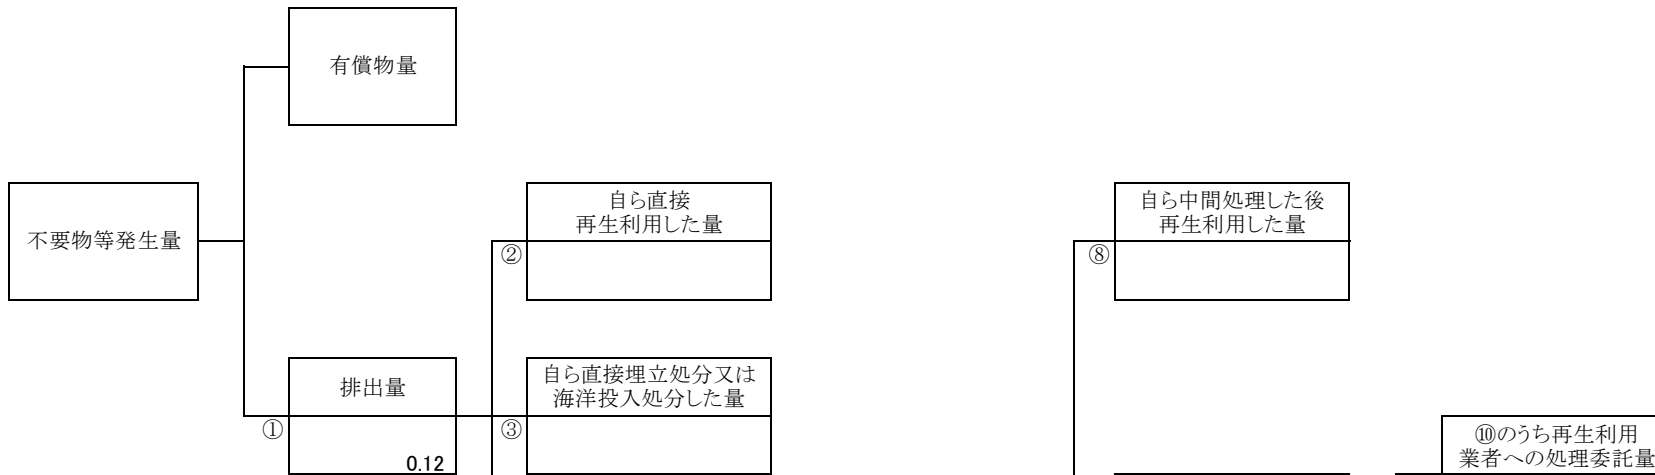 有償物量
不要物等発生量
自ら直接
再生利用した量
②
自ら中間処理した後
再生利用した量
⑧
排出量
①
0.12
自ら直接埋立処分又は
海洋投入処分した量
③
⑩のうち再生利用
業者への処理委託量